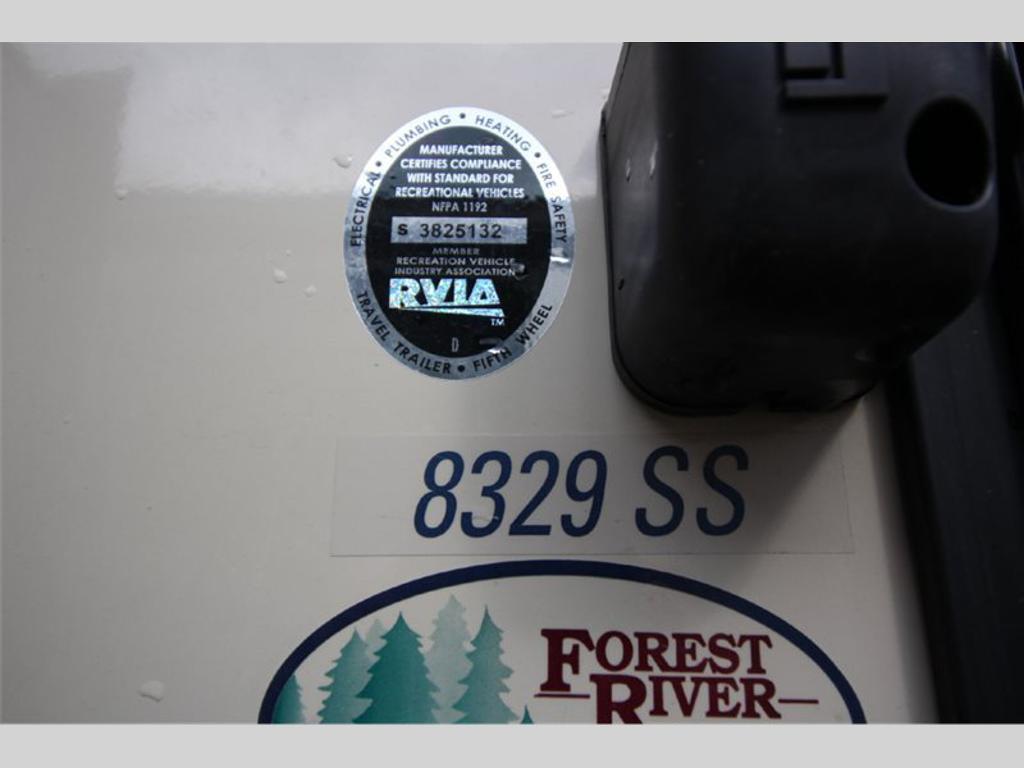 ELECTRICAL • PLUMBING • HEATING • FIRE SAFETY
MANUFACTURER
CERTIFIES COMPLIANCE
WITH STANDARD FOR
RECREATIONAL VEHICLES
NFPA 1192
S 3825132
MEMBER
RECREATION VEHICLE
INDUSTRY ASSOCIATION
RVIA
TM
D
TRAVEL TRAILER • FIFTH WHEEL
8329 SS
FOREST
RIVER